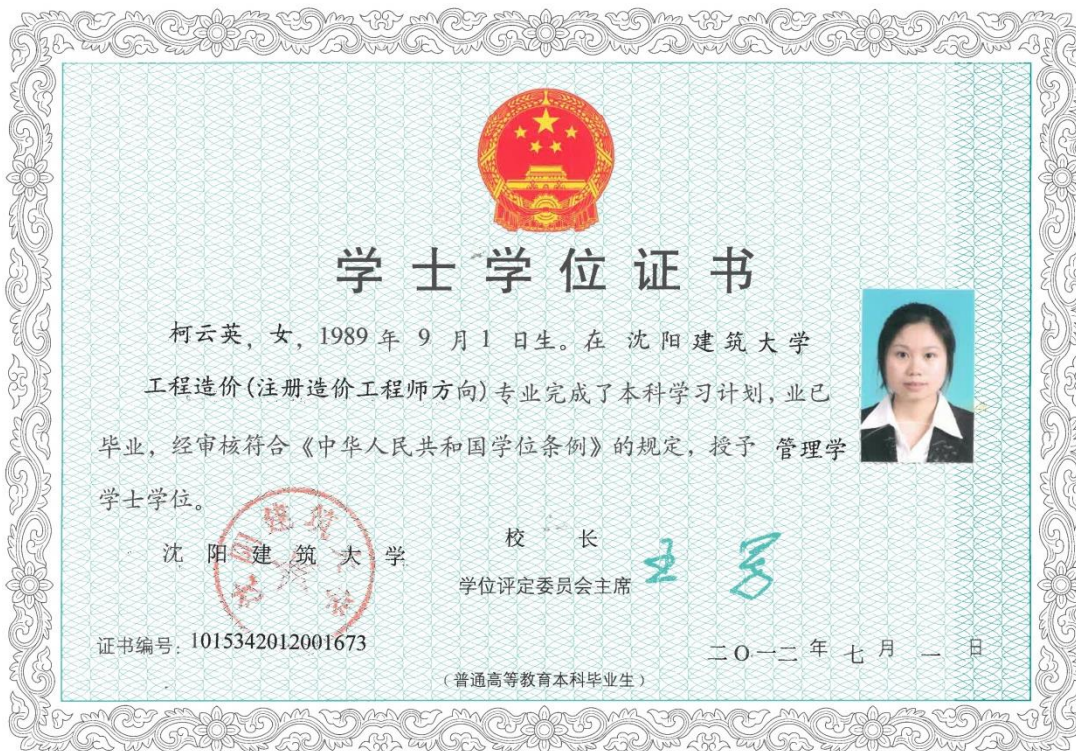 学士学位证书
柯云英, 女, 1989 年 9 月 1 日生。在 沈阳建筑大学
工程造价(注册造价工程师方向) 专业完成了本科学习计划, 业已
毕业, 经审核符合《中华人民共和国学位条例》的规定, 授予 管理学
学士学位。
沈阳建筑大学
校 长
学位评定委员会主席
证书编号: 1015342012001673
二〇一二 年 七 月 一 日
(普通高等教育本科毕业生)